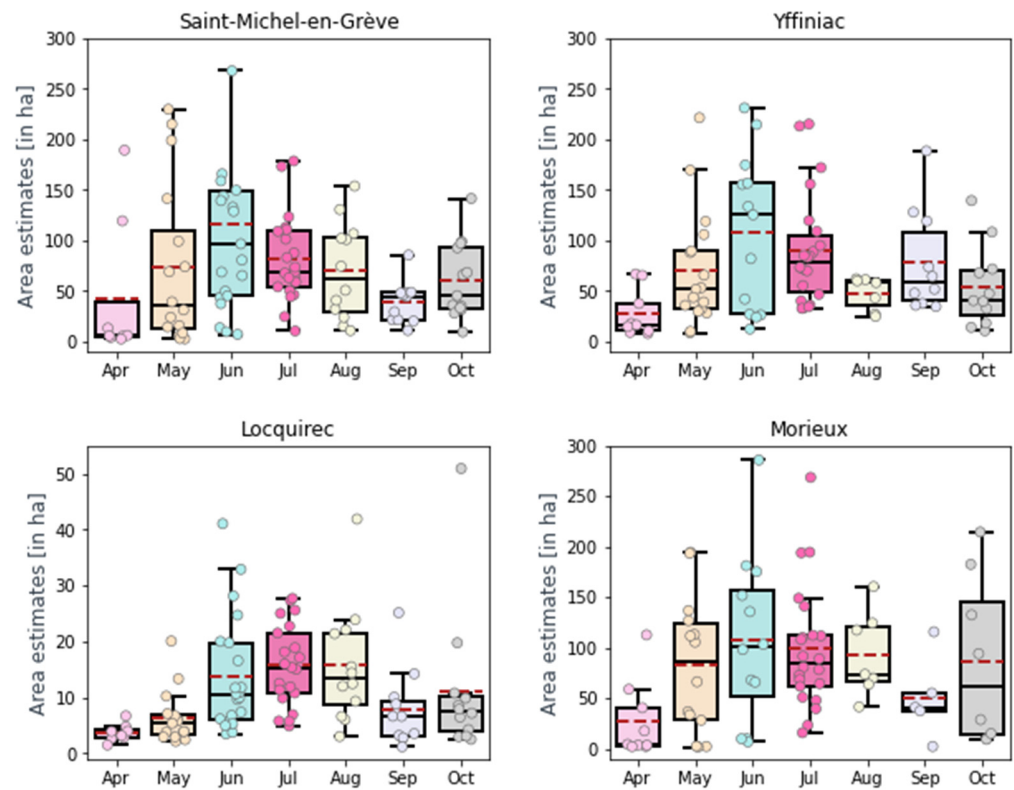 Saint-Michel-en-Grève
Area estimates [in ha]
300
250
200
150
100
50
0
Apr May Jun Jul Aug Sep Oct
Yffiniac
Area estimates [in ha]
300
250
200
150
100
50
0
Apr May Jun Jul Aug Sep Oct
Locquirec
Area estimates [in ha]
50
40
30
20
10
0
Apr May Jun Jul Aug Sep Oct
Morieux
Area estimates [in ha]
300
250
200
150
100
50
0
Apr May Jun Jul Aug Sep Oct